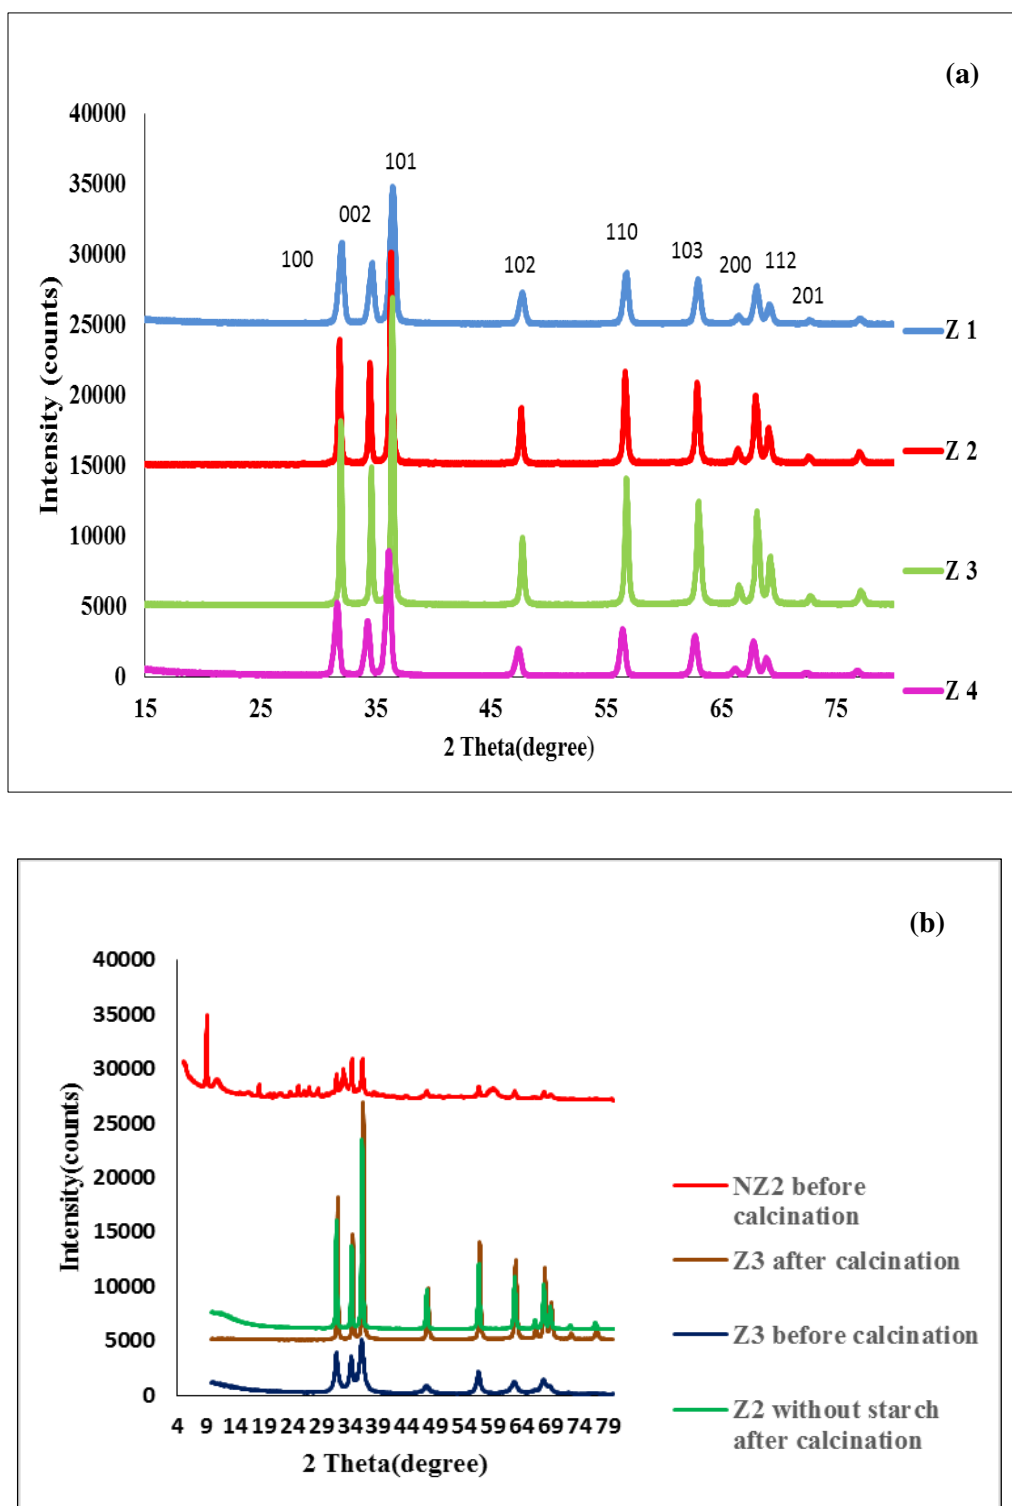 (a)
40000
101
35000
002
30000
110
100
103
112
102
200
201
25000
Z 1
20000
15000
Z 2
10000
Z 3
5000
0
Z 4
15 25 35 45 55 65 75
2 Theta(degree)
Intensity (counts)
(b)
40000
35000
30000
25000
20000
15000
10000
5000
0
4 9 14 19 24 29 34 39 44 49 54 59 64 69 74 79
2 Theta(degree)
Intensity(counts)
NZ2 before
calcination
Z3 after calcination
Z3 before calcination
Z2 without starch
after calcination